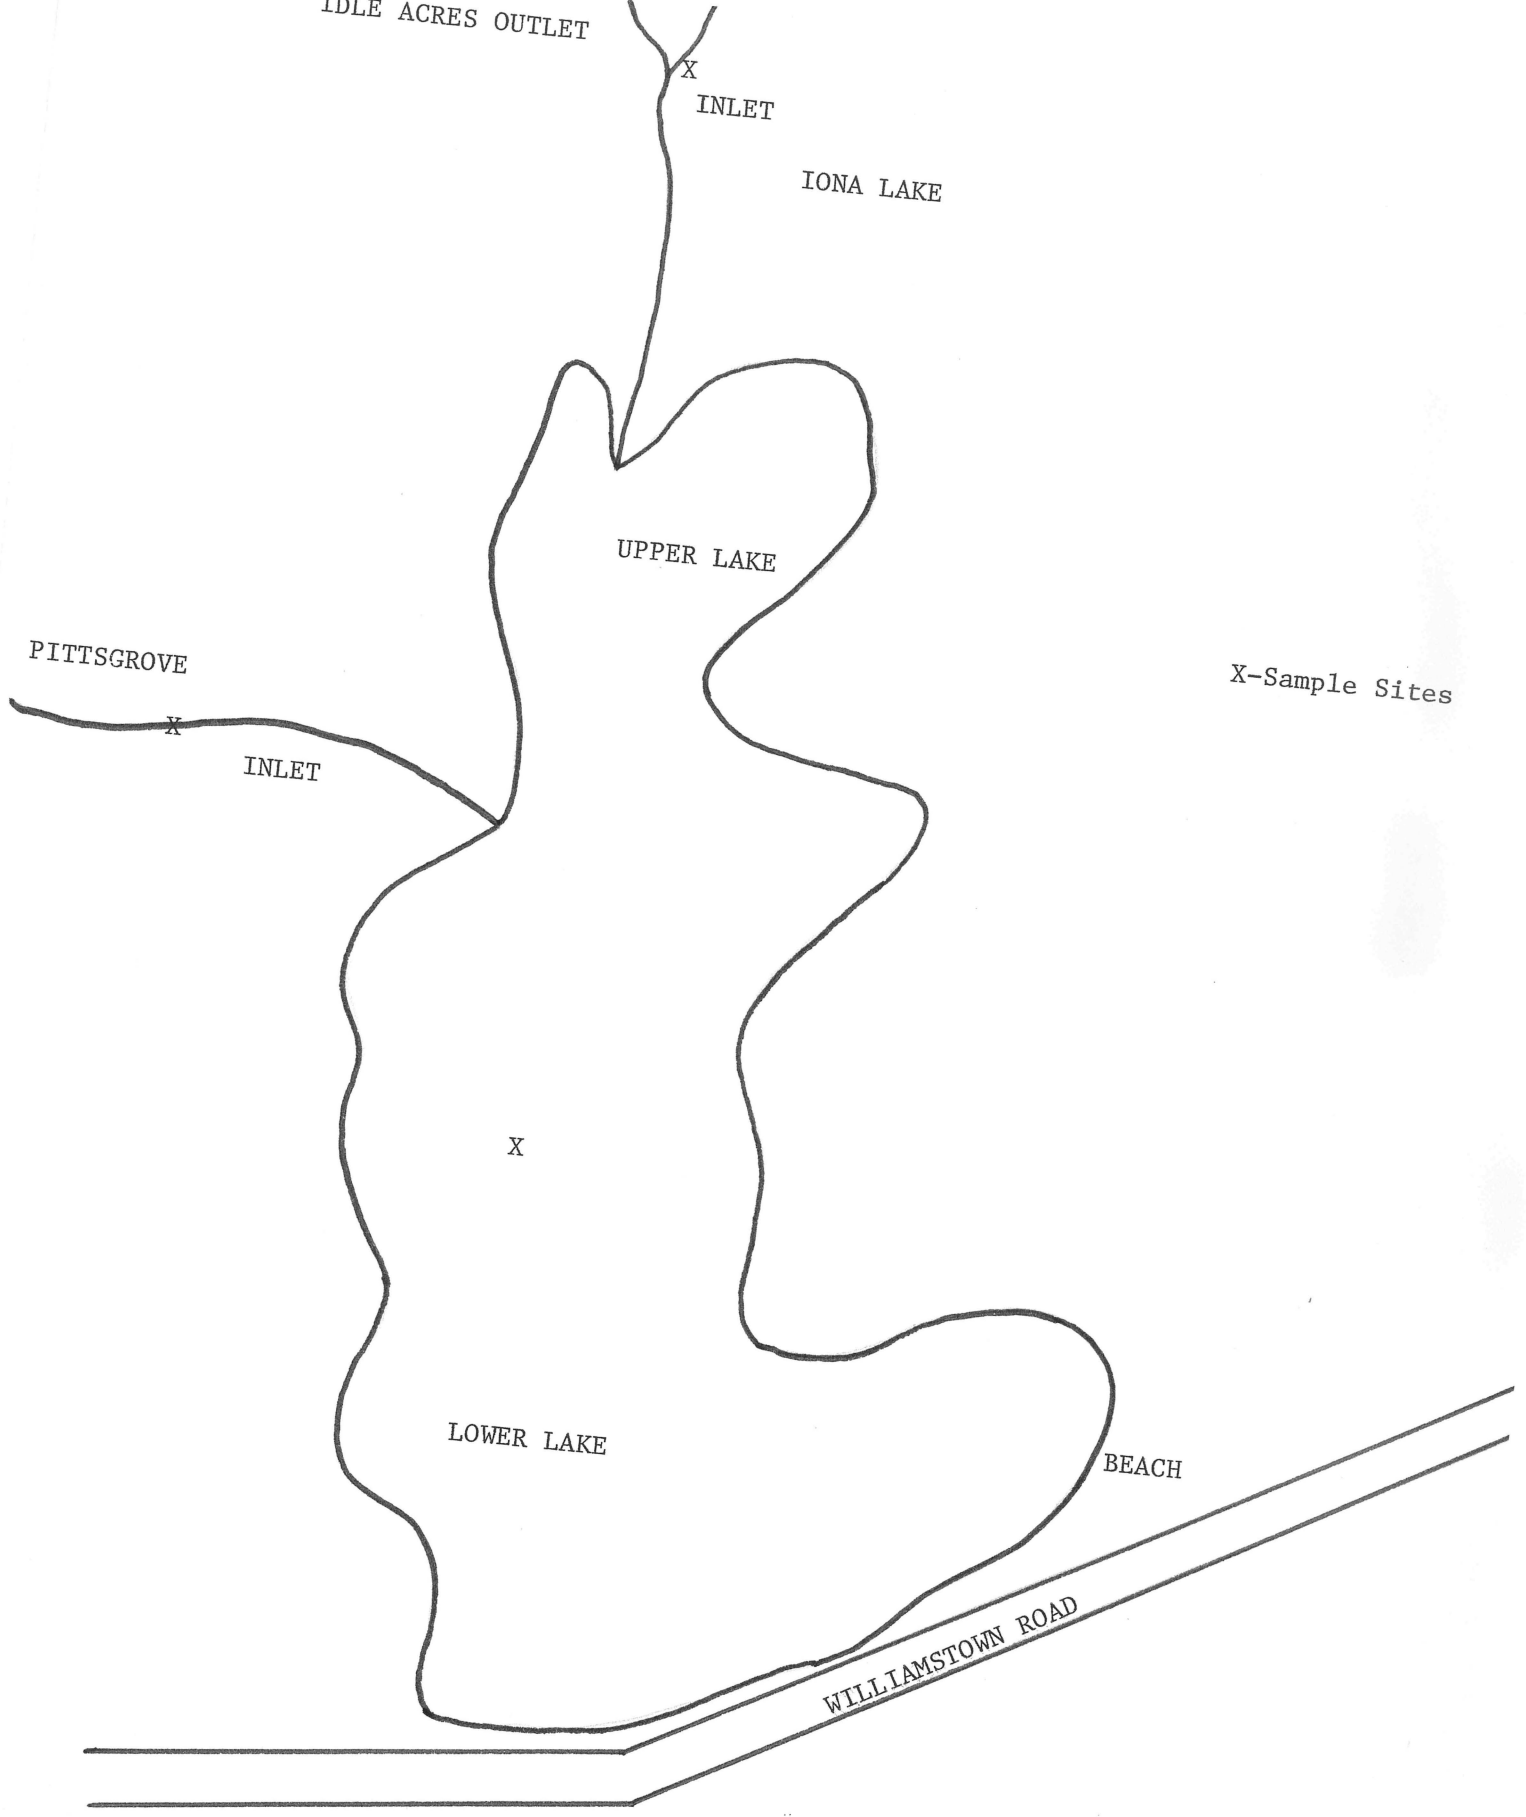 IDLE ACRES OUTLET
X
INLET
IONA LAKE
UPPER LAKE
PITTSGROVE
X-Sample Sites
X
INLET
X
LOWER LAKE
BEACH
WILLIAMSTOWN ROAD